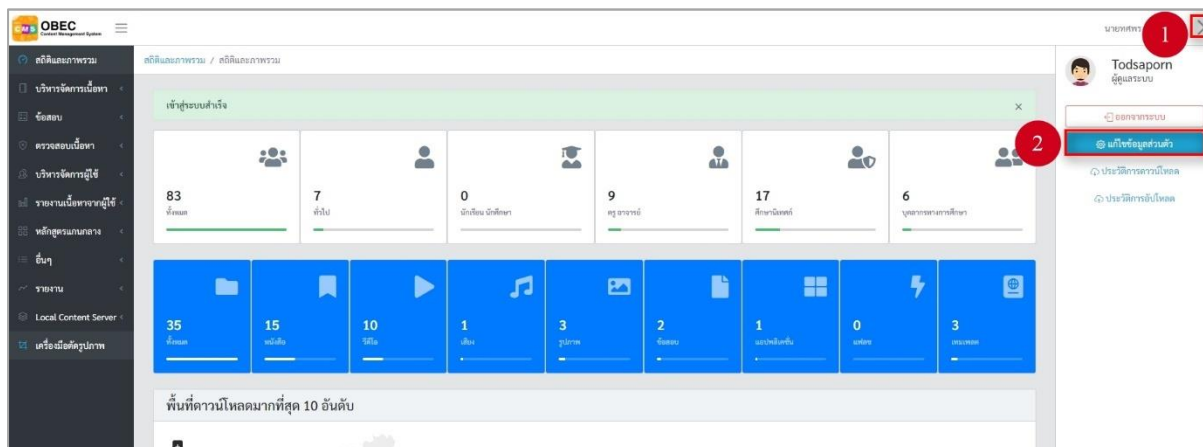 CMS OBEC
Content Management System
นายทศพร
1
สถิติและภาพรวม
บริหารจัดการเนื้อหา
ข้อสอบ
ตรวจสอบเนื้อหา
บริหารจัดการผู้ใช้
รายงานเนื้อหาจากผู้ใช้
หลักสูตรแกนกลาง
อื่นๆ
รายงาน
Local Content Server
เครื่องมือตัดรูปภาพ
สถิติและภาพรวม / สถิติและภาพรวม
เข้าสู่ระบบสำเร็จ ×
83
ทั้งหมด
7
ทั่วไป
0
นักเรียน นักศึกษา
9
ครู อาจารย์
17
ศึกษานิเทศก์
6
บุคลากรทางการศึกษา
35
ทั้งหมด
15
หนังสือ
10
วีดีโอ
1
เสียง
3
รูปภาพ
2
ข้อสอบ
1
แอปพลิเคชั่น
0
แฟลช
3
เทมเพลต
พื้นที่ดาวน์โหลดมากที่สุด 10 อันดับ
Todsaporn
ผู้ดูแลระบบ
ออกจากระบบ
2
แก้ไขข้อมูลส่วนตัว
ประวัติการดาวน์โหลด
ประวัติการอัปโหลด